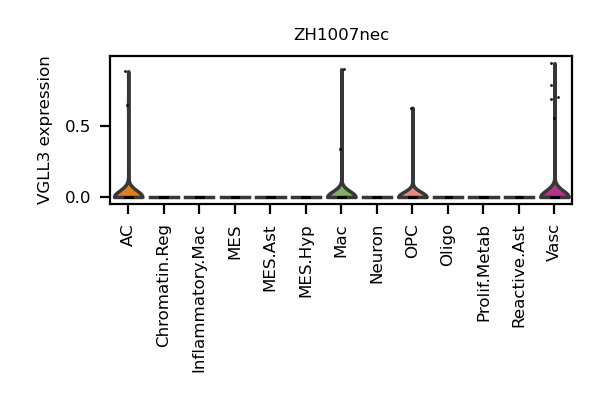 ZH1007nec
VGLL3 expression
0.5
0.0
AC
Chromatin.Reg
Inflammatory.Mac
MES
MES.Ast
MES.Hyp
Mac
Neuron
OPC
Oligo
Prolif.Metab
Reactive.Ast
Vasc